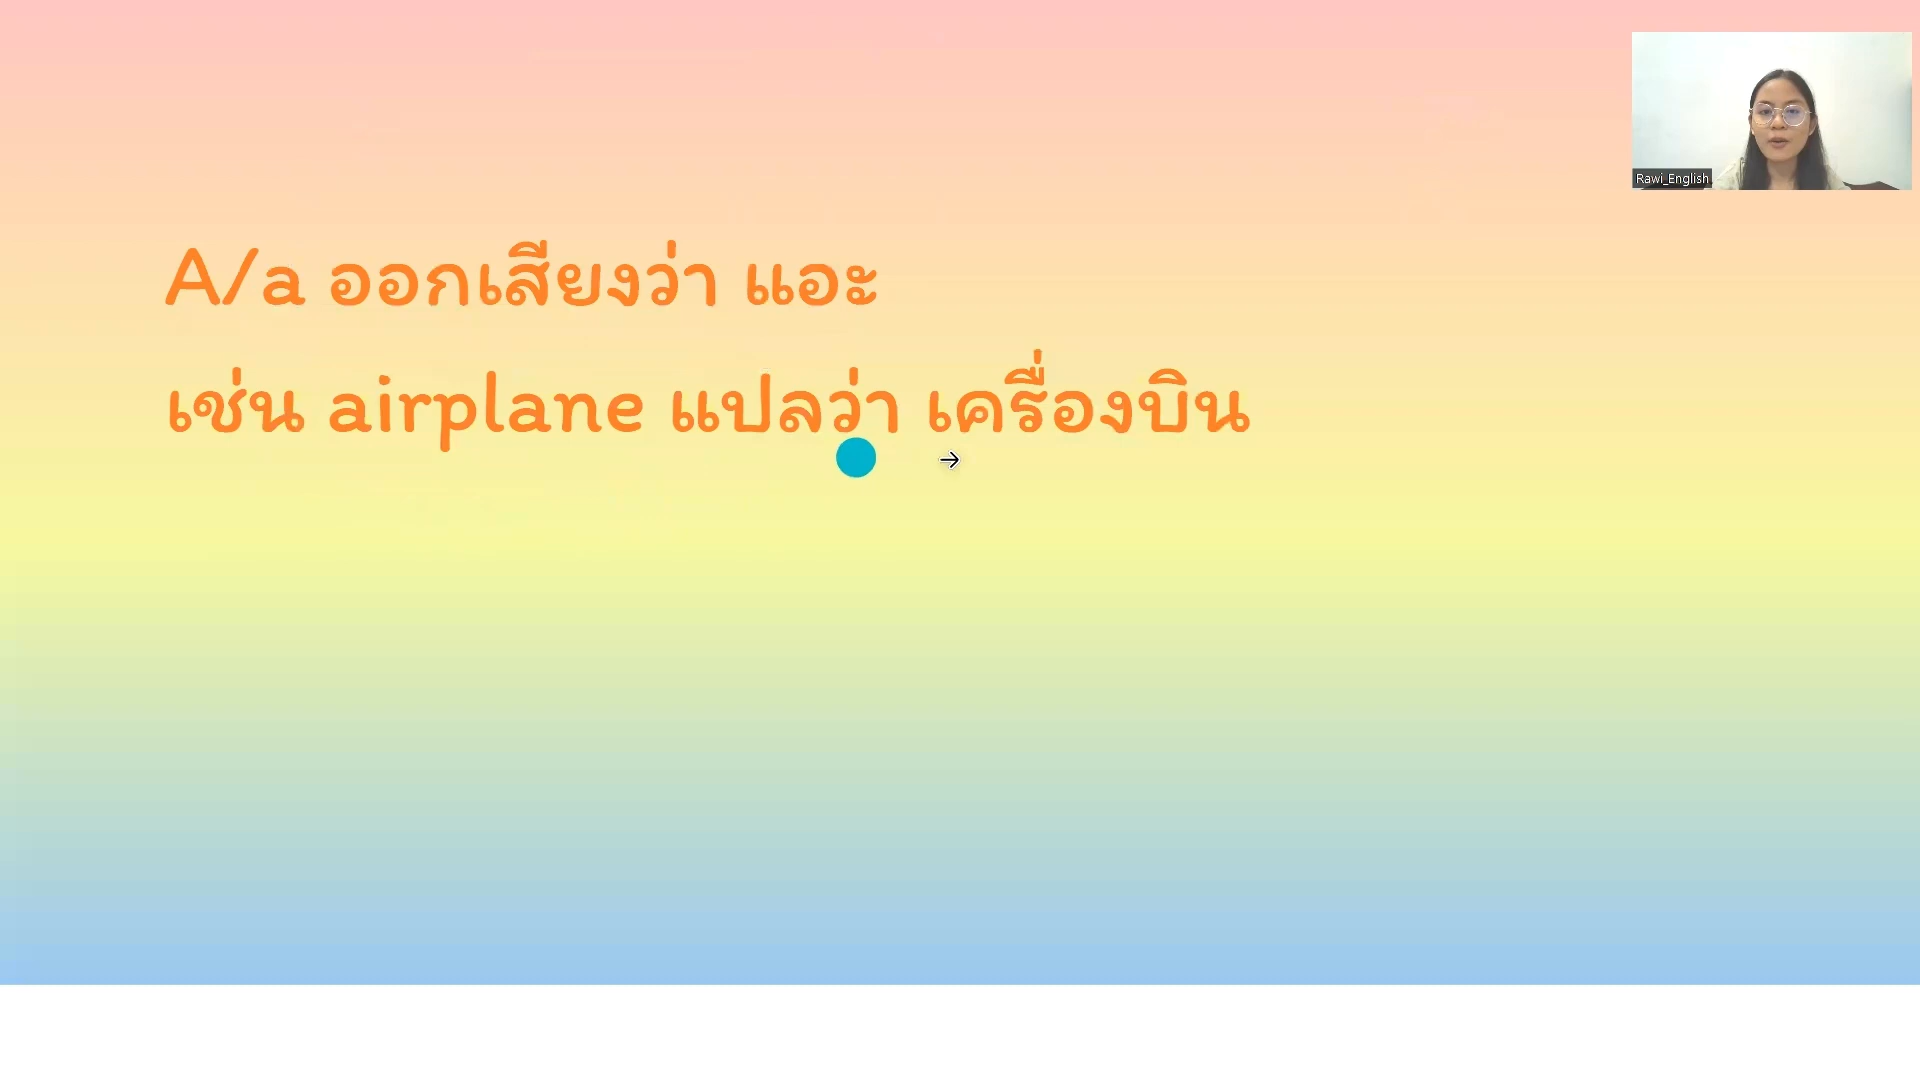 Rawi_English
A/a ออกเสียงว่า แอะ
เช่น airplane แปลว่า เครื่องบิน